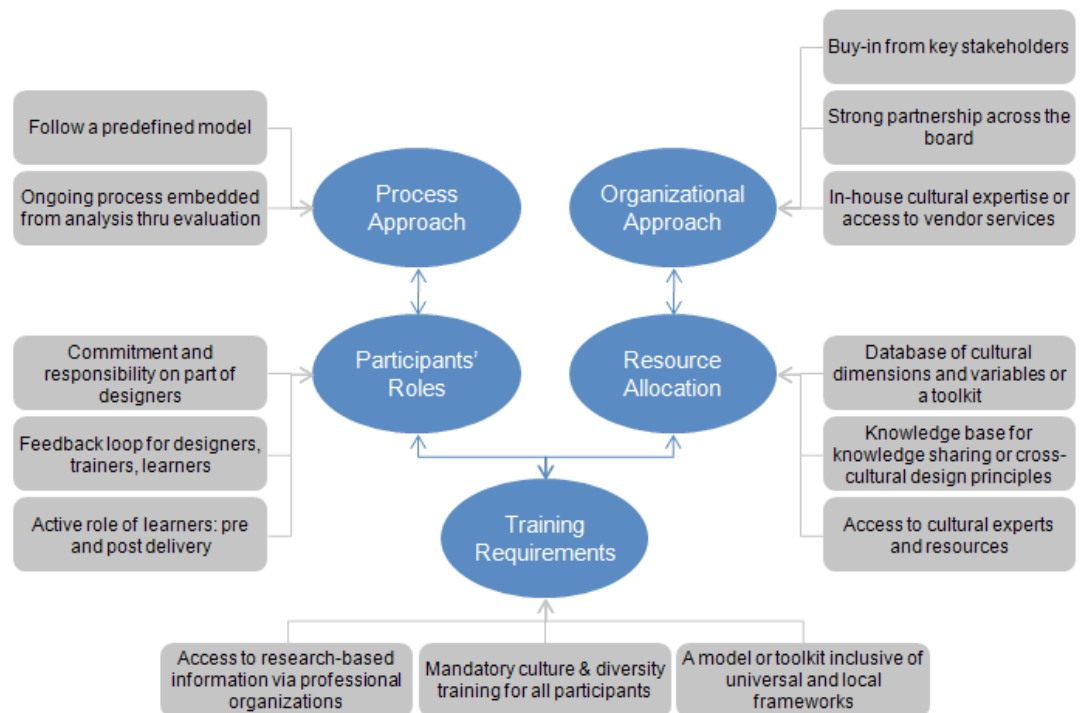 Buy-in from key stakeholders
Follow a predefined model
Strong partnership across the
board
Process
Approach
Organizational
Approach
Ongoing process embedded
from analysis thru evaluation
In-house cultural expertise or
access to vendor services
Commitment and
responsibility on part of
designers
Participants'
Roles
Resource
Allocation
Database of cultural
dimensions and variables or
a toolkit
Feedback loop for designers,
trainers, learners
Knowledge base for
knowledge sharing or cross-
cultural design principles
Active role of learners: pre
and post delivery
Training
Requirements
Access to cultural experts
and resources
Access to research-based
information via professional
organizations
Mandatory culture & diversity
training for all participants
A model or toolkit inclusive of
universal and local
frameworks